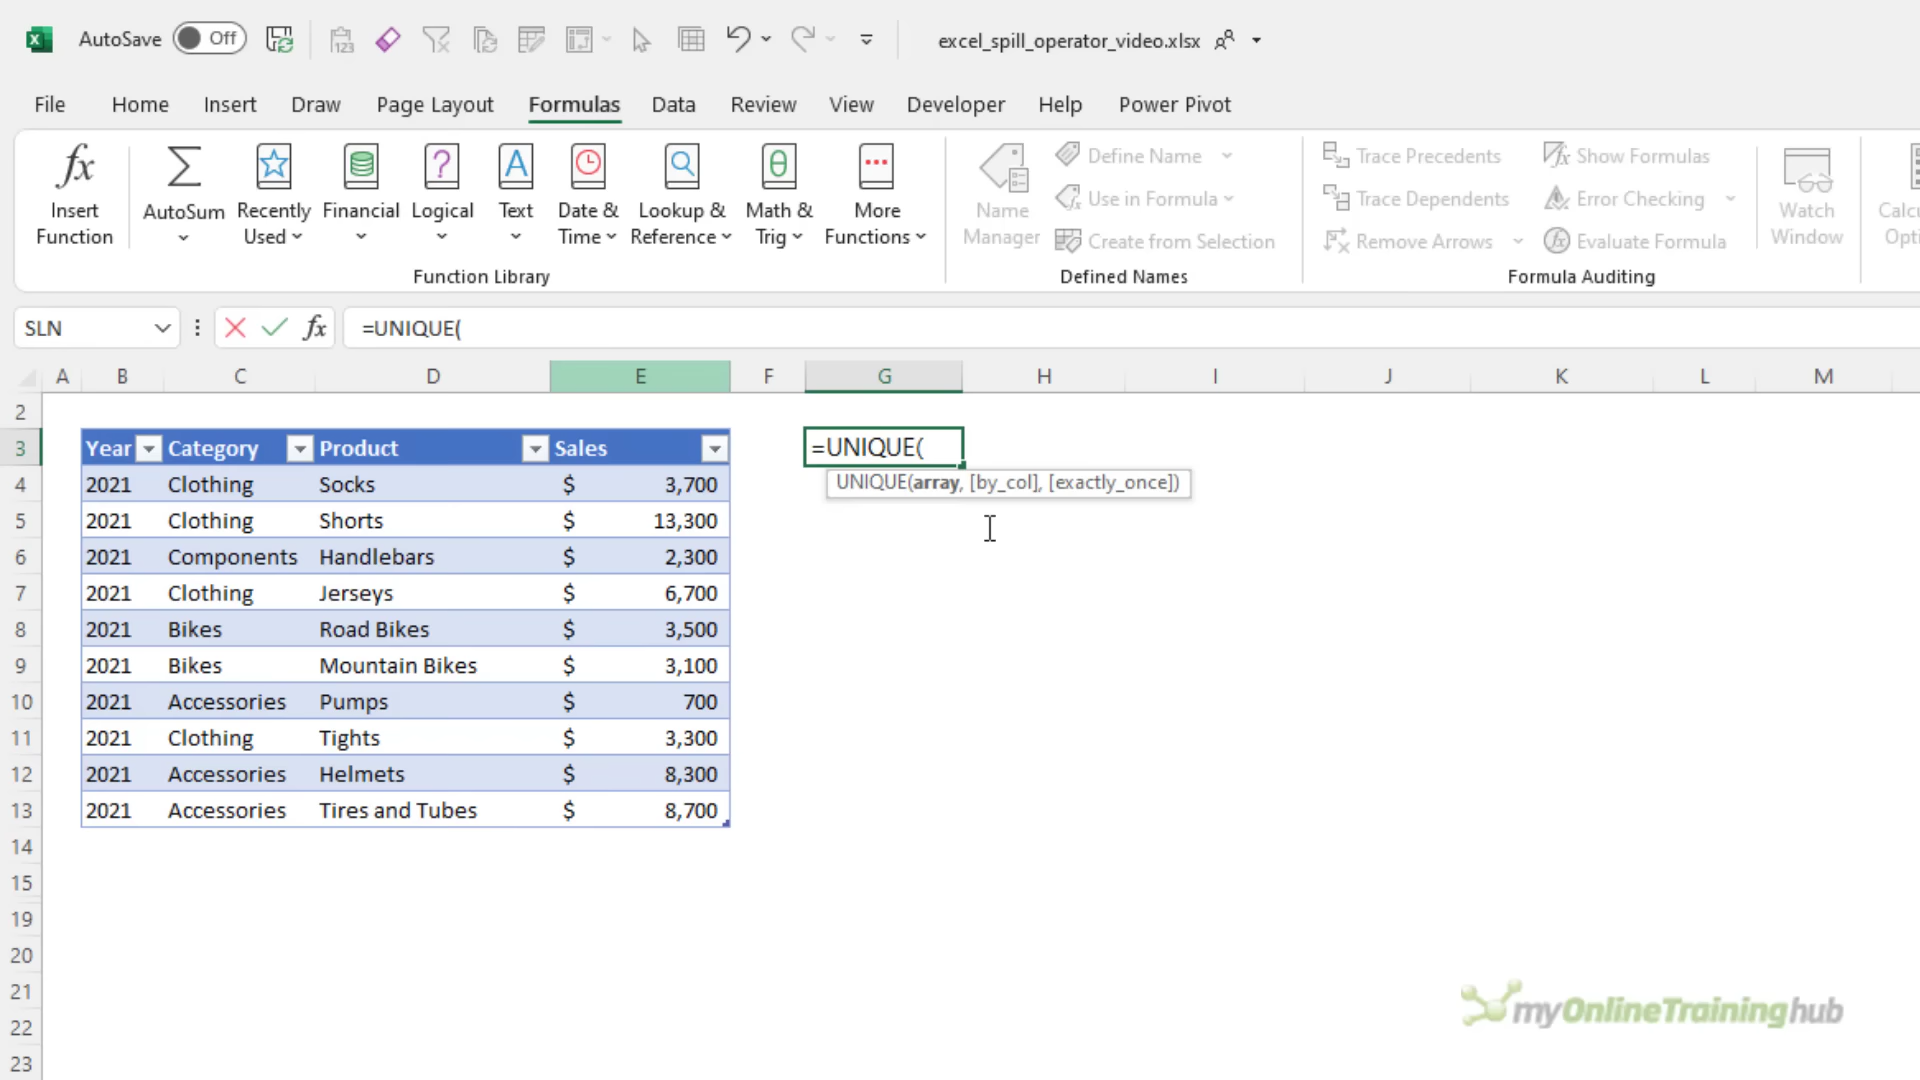 AutoSave Off excel_spill_operator_video.xlsx
File Home Insert Draw Page Layout Formulas Data Review View Developer Help Power Pivot
Insert Function AutoSum Recently Used Financial Logical Text Date & Time Lookup & Reference Math & Trig More Functions
Function Library
Name Manager Define Name
Use in Formula
Create from Selection
Defined Names
Trace Precedents Show Formulas
Trace Dependents Error Checking
Remove Arrows Evaluate Formula
Formula Auditing
Watch Window
SLN fx =UNIQUE(
A B C D E F G H I J K L M
2
3 Year Category Product Sales =UNIQUE(
UNIQUE(array, [by_col], [exactly_once])
4 2021 Clothing Socks $ 3,700
5 2021 Clothing Shorts $ 13,300
6 2021 Components Handlebars $ 2,300
7 2021 Clothing Jerseys $ 6,700
8 2021 Bikes Road Bikes $ 3,500
9 2021 Bikes Mountain Bikes $ 3,100
10 2021 Accessories Pumps $ 700
11 2021 Clothing Tights $ 3,300
12 2021 Accessories Helmets $ 8,300
13 2021 Accessories Tires and Tubes $ 8,700
14
15
19
20
21
22
23
myOnlineTraininghub